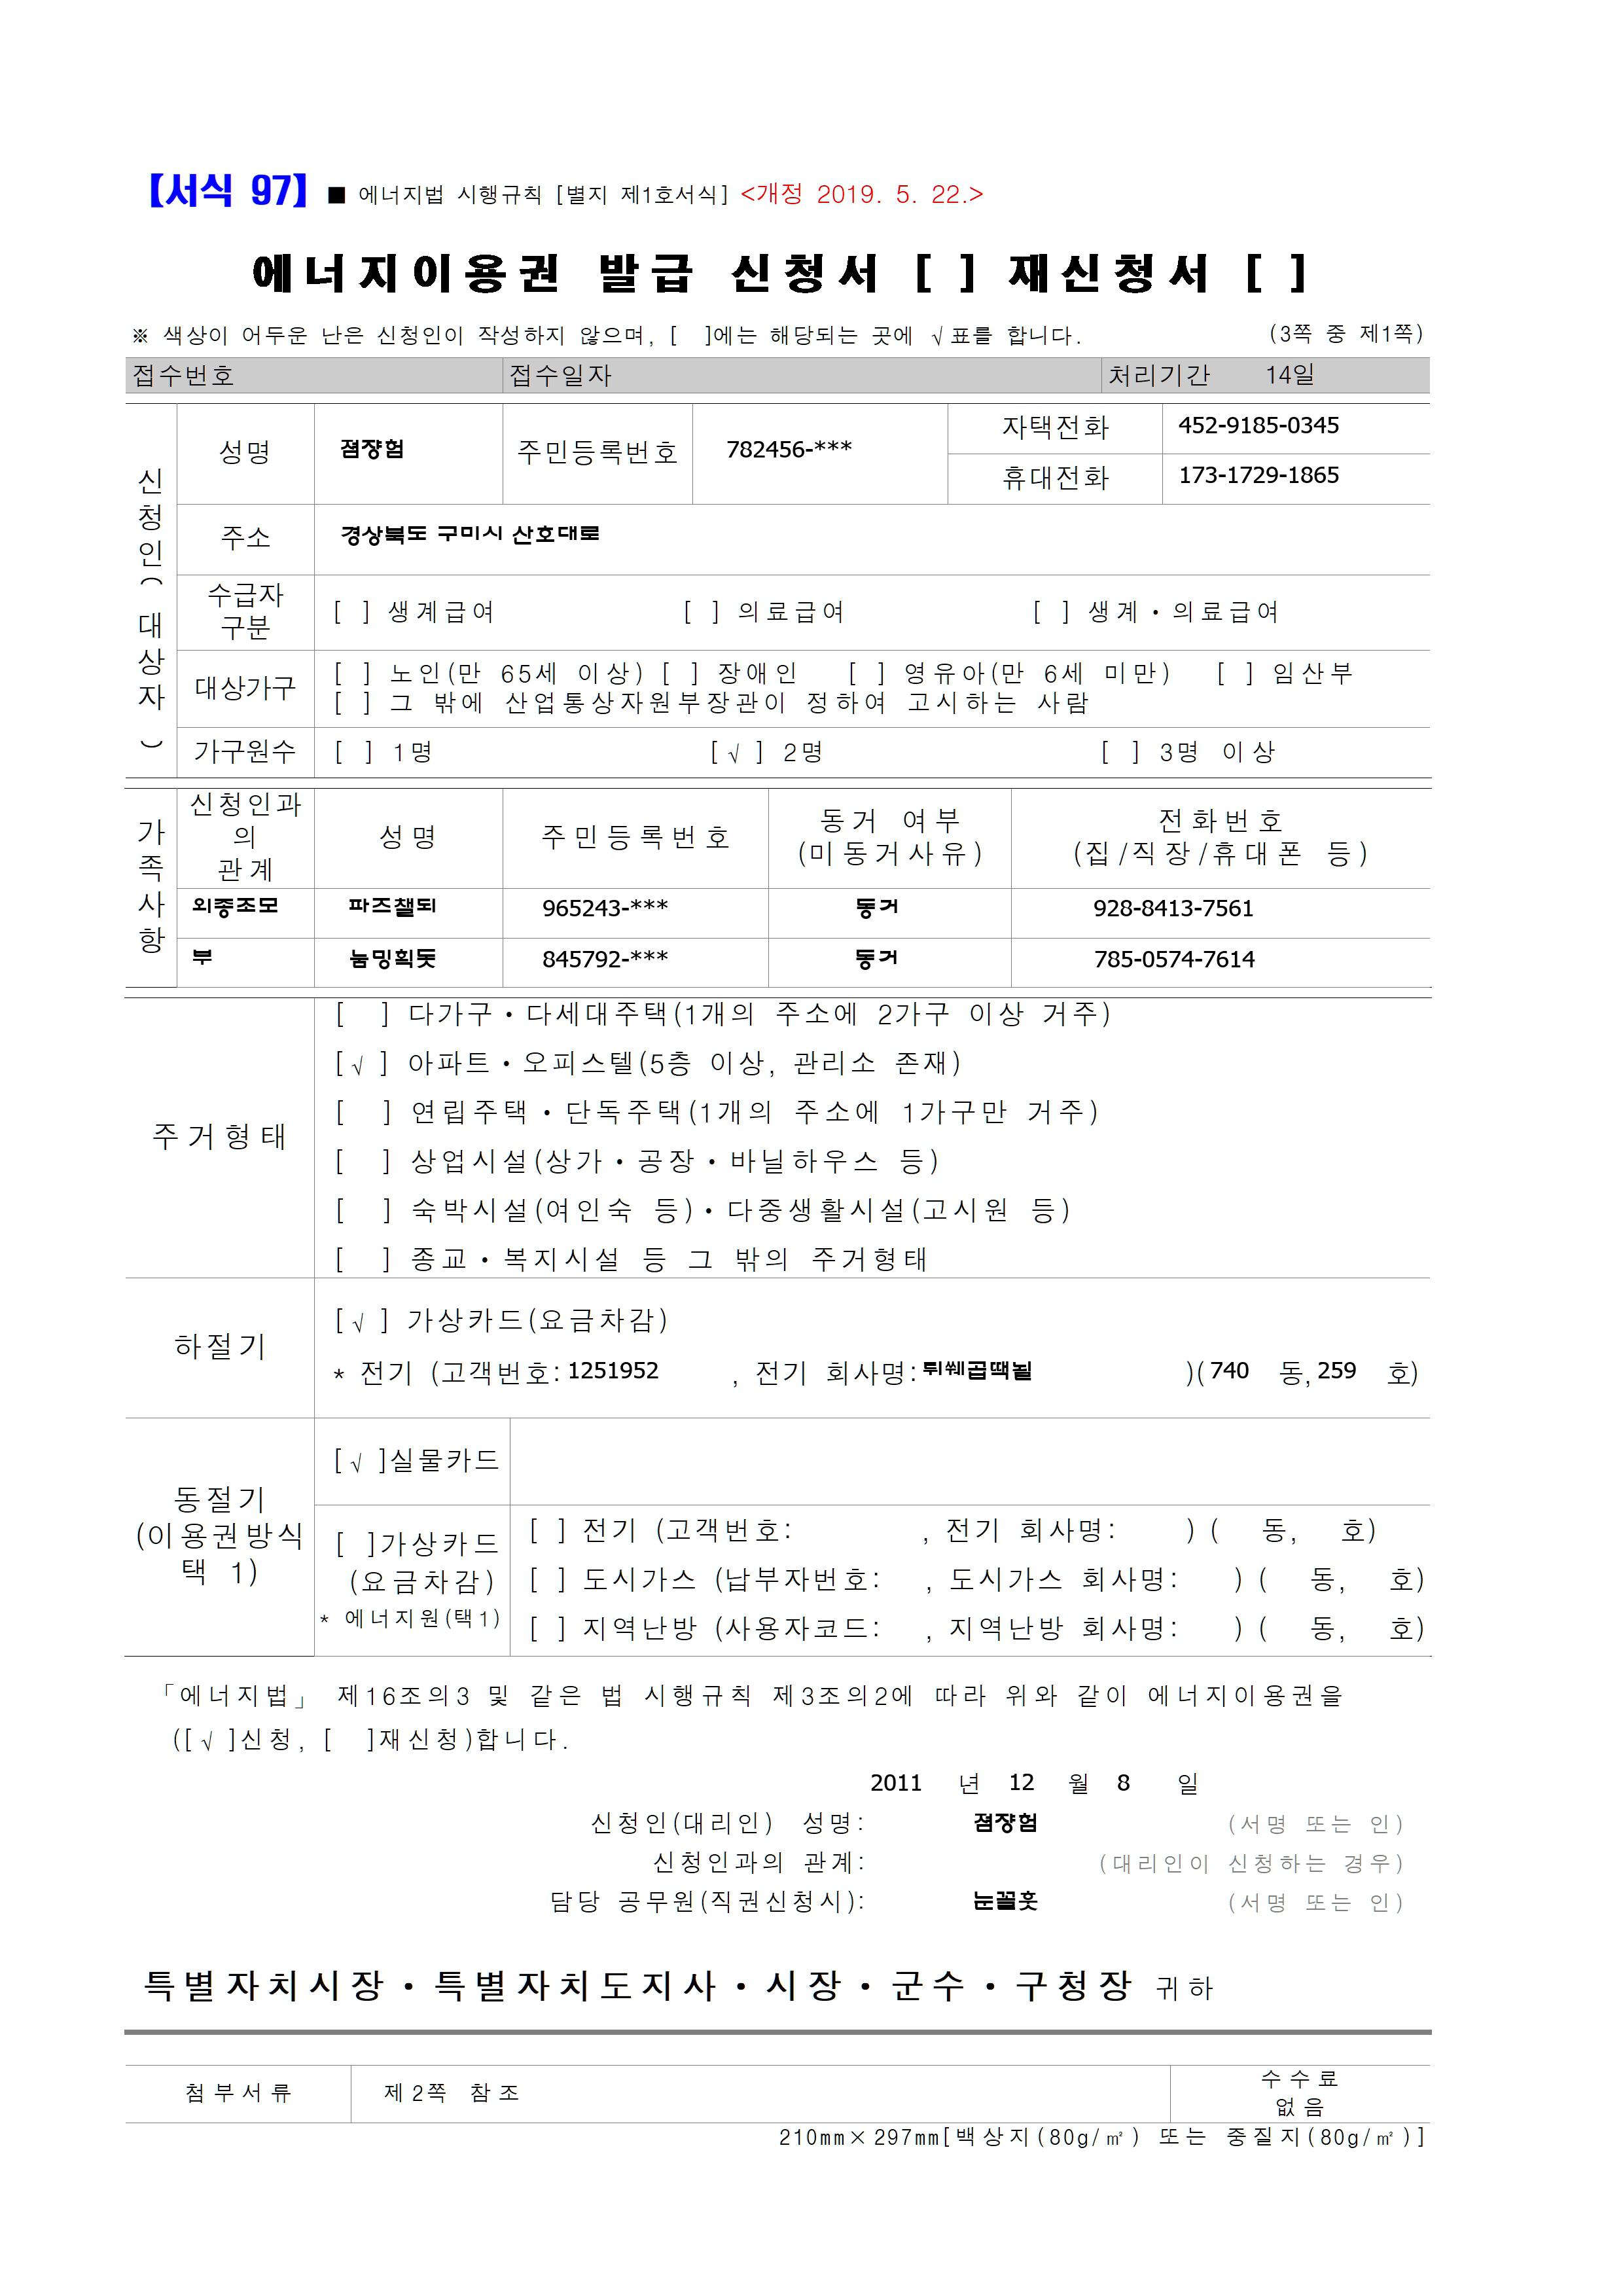 【서식 97】 ■ 에너지법 시행규칙 [별지 제1호서식] <개정 2019. 5. 22.>
에너지이용권 발급 신청서 [ ] 재신청서 [ ]
※ 색상이 어두운 난은 신청인이 작성하지 않으며, [ ]에는 해당되는 곳에 √표를 합니다. (3쪽 중 제1쪽)
접수번호 접수일자 처리기간 14일
신청인(대상자)
성명 주민등록번호 782456-*** 자택전화 452-9185-0345
휴대전화 173-1729-1865
주소 경상북도 구미시 산호대로
수급자
구분
[ ] 생계급여 [ ] 의료급여 [ ] 생계·의료급여
대상가구
[ ] 노인(만 65세 이상) [ ] 장애인 [ ] 영유아(만 6세 미만) [ ] 임산부
[ ] 그 밖에 산업통상자원부장관이 정하여 고시하는 사람
가구원수 [ ] 1명 [√] 2명 [ ] 3명 이상
가족사항
신청인과
의
관계
성명 주민등록번호
동거 여부
(미동거사유)
전화번호
(집/직장/휴대폰 등)
외종조모 파즈챌되 965243-*** 동거 928-8413-7561
부 눔밍획돗 845792-*** 동거 785-0574-7614
주거형태
[ ] 다가구·다세대주택(1개의 주소에 2가구 이상 거주)
[√] 아파트·오피스텔(5층 이상, 관리소 존재)
[ ] 연립주택·단독주택(1개의 주소에 1가구만 거주)
[ ] 상업시설(상가·공장·바닐하우스 등)
[ ] 숙박시설(여인숙 등)·다중생활시설(고시원 등)
[ ] 종교·복지시설 등 그 밖의 주거형태
하절기
[√] 가상카드(요금차감)
* 전기 (고객번호: 1251952 , 전기 회사명: )( 740 동, 259 호)
동절기
(이용권방식
택 1)
[√]실물카드
[ ]가상카드
(요금차감)
* 에너지원(택1)
[ ] 전기 (고객번호: , 전기 회사명: ) ( 동, 호)
[ ] 도시가스 (납부자번호: , 도시가스 회사명: ) ( 동, 호)
[ ] 지역난방 (사용자코드: , 지역난방 회사명: ) ( 동, 호)
「에너지법」 제16조의3 및 같은 법 시행규칙 제3조의2에 따라 위와 같이 에너지이용권을
([√]신청, [ ]재신청)합니다.
2011 년 12 월 8 일
신청인(대리인) 성명: (서명 또는 인)
신청인과의 관계: (대리인이 신청하는 경우)
담당 공무원(직권신청시): 눈꼴훗 (서명 또는 인)
특별자치시장·특별자치도지사·시장·군수·구청장 귀하
첨부서류 제2쪽 참조
수수료
없음
210mm×297mm[백상지(80g/㎡) 또는 중질지(80g/㎡)]